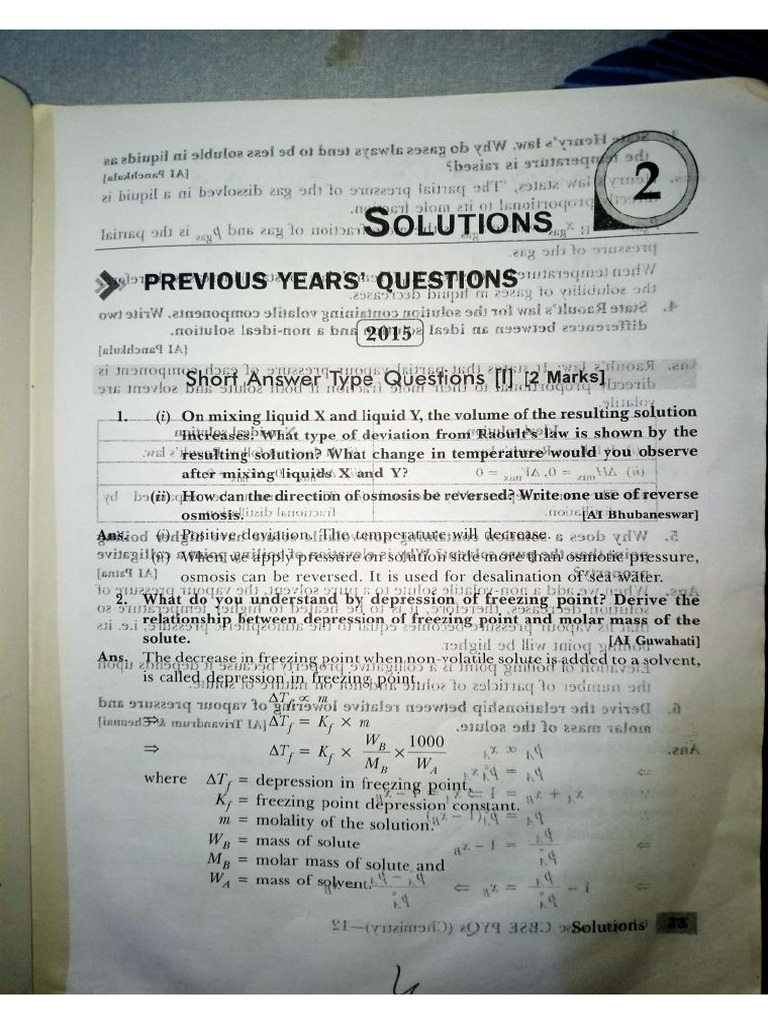 2
SOLUTIONS
PREVIOUS YEARS' QUESTIONS
2015
Short Answer Type Questions [I] [2 Marks]
1. (i) On mixing liquid X and liquid Y, the volume of the resulting solution
increases. What type of deviation from Raoult's law is shown by the
resulting solution? What change in temperature would you observe
after mixing liquids X and Y?
(ii) How can the direction of osmosis be reversed? Write one use of reverse
osmosis. [AI Bhubaneswar]
Ans. (i) Positive deviation. The temperature will decrease.
(ii) When we apply pressure on solution side more than osmotic pressure,
osmosis can be reversed. It is used for desalination of sea water.
2. What do you understand by depression of freezing point? Derive the
relationship between depression of freezing point and molar mass of the
solute. [AI Guwahati]
Ans. The decrease in freezing point when non-volatile solute is added to a solvent,
is called depression in freezing point.
ΔT_f ∝ m
⇒ ΔT_f = K_f × m
⇒ ΔT_f = K_f × W_B/M_B × 1000/W_A
where ΔT_f = depression in freezing point,
K_f = freezing point depression constant.
m = molality of the solution.
W_B = mass of solute
M_B = molar mass of solute and
W_A = mass of solvent.
Solutions